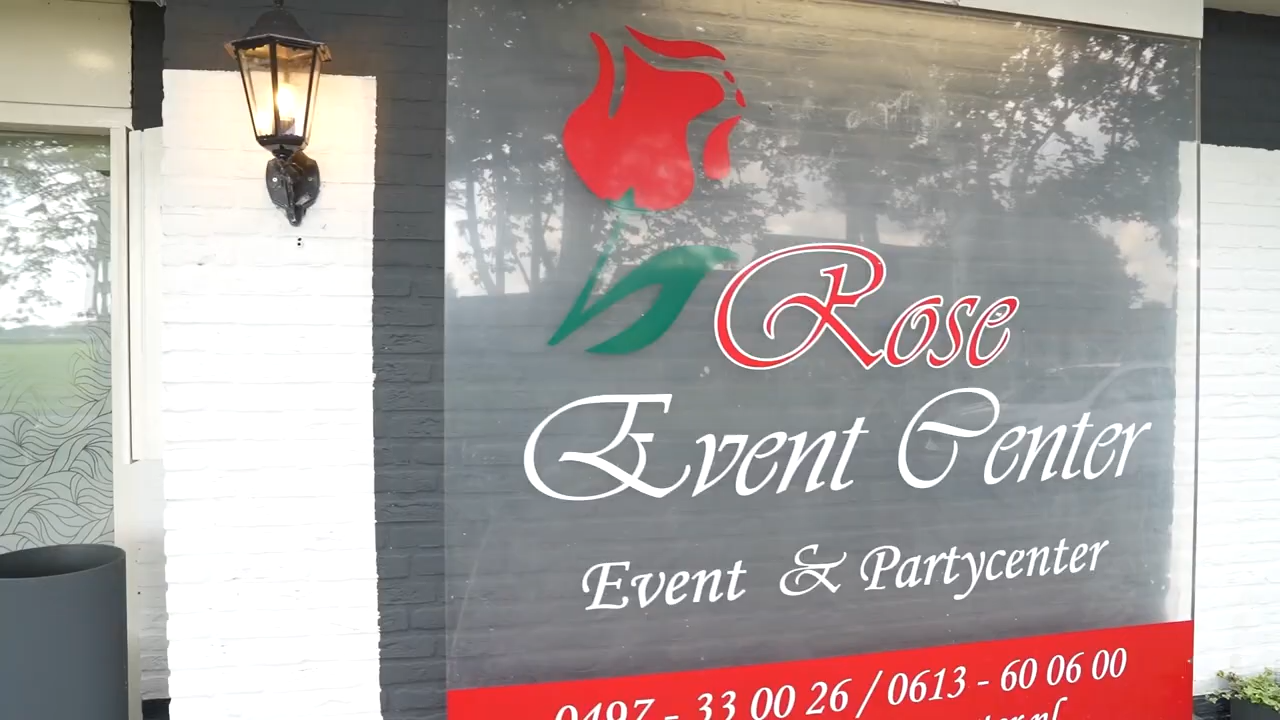 Rose
Event Center
Event & Partycenter
0497 - 33 00 26 / 0613 - 60 06 00